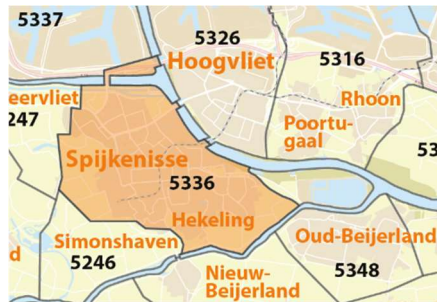 5337
5326
Hoogvliet
5316
Rhoon
eervliet
247
Poortu-
gaal
53
Spijkenisse
5336
Hekeling
Simonshaven
5246
Oud-Beijerland
5348
d
Nieuw-
Beijerland